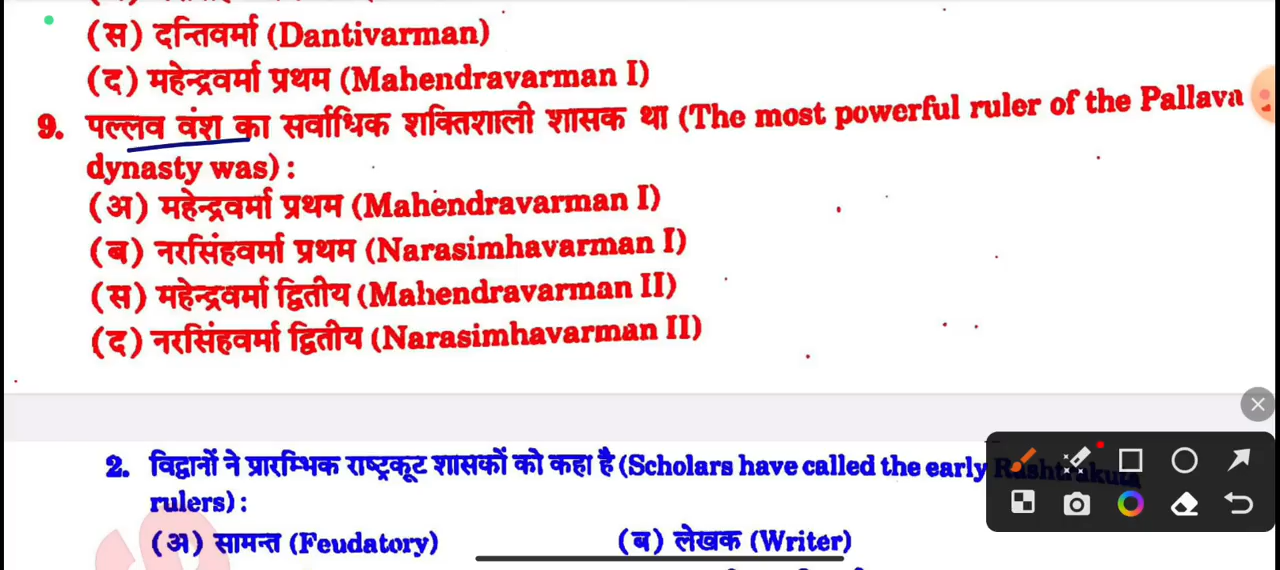 (स) दन्तिवर्मा (Dantivarman)
(द) महेन्द्रवर्मा प्रथम (Mahendravarman I)
9. पल्लव वंश का सर्वाधिक शक्तिशाली शासक था (The most powerful ruler of the Pallava
dynasty was) :
(अ) महेन्द्रवर्मा प्रथम (Mahendravarman I)
(ब) नरसिंहवर्मा प्रथम (Narasimhavarman I)
(स) महेन्द्रवर्मा द्वितीय (Mahendravarman II)
(द) नरसिंहवर्मा द्वितीय (Narasimhavarman II)
2. विद्वानों ने प्रारम्भिक राष्ट्रकूट शासकों को कहा है (Scholars have called the early Rashtrakuta
rulers) :
(अ) सामन्त (Feudatory) (ब) लेखक (Writer)